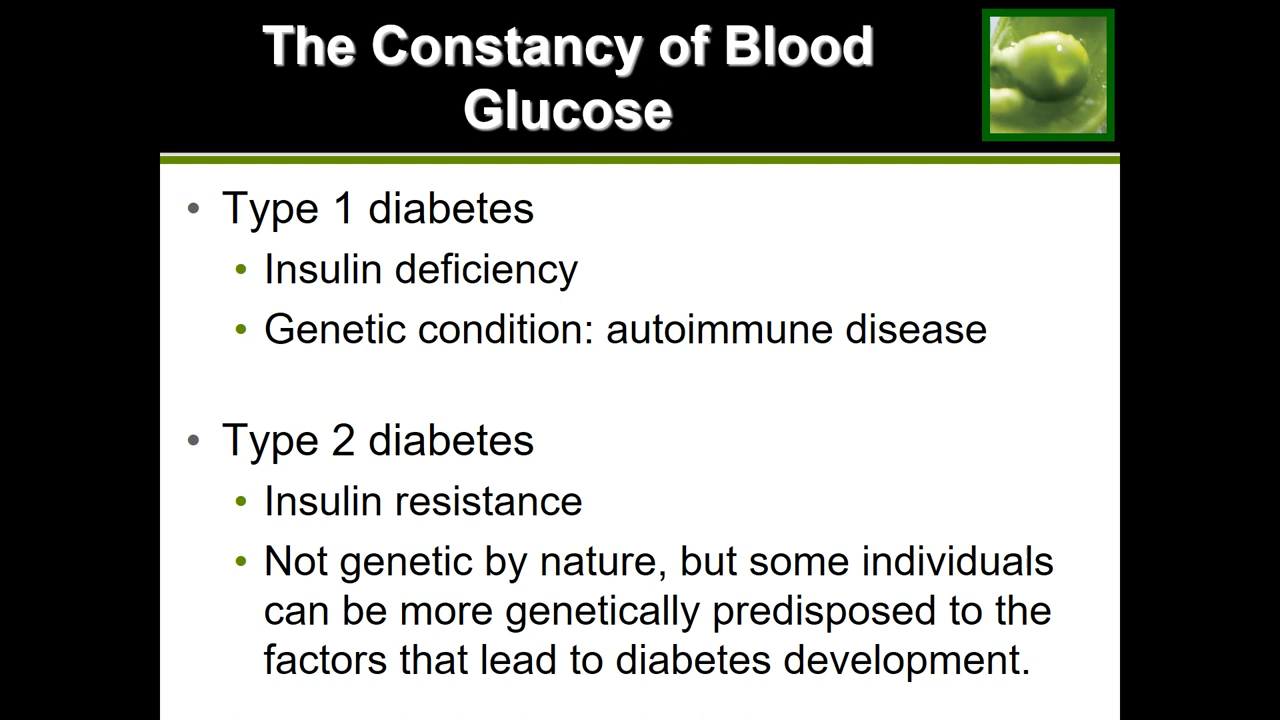 The Constancy of Blood
Glucose
• Type 1 diabetes
• Insulin deficiency
• Genetic condition: autoimmune disease
• Type 2 diabetes
• Insulin resistance
• Not genetic by nature, but some individuals
can be more genetically predisposed to the
factors that lead to diabetes development.